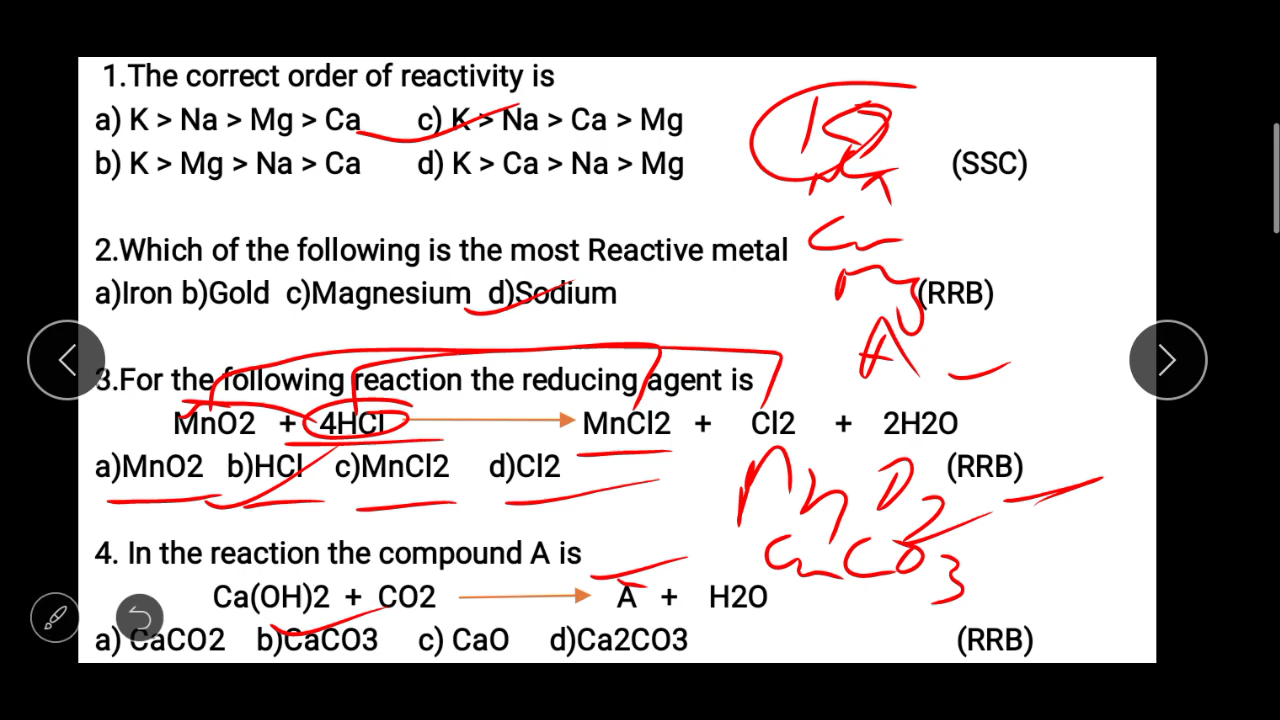 1.The correct order of reactivity is
a) K > Na > Mg > Ca c) K > Na > Ca > Mg
b) K > Mg > Na > Ca d) K > Ca > Na > Mg (SSC)
2.Which of the following is the most Reactive metal
a)Iron b)Gold c)Magnesium d)Sodium (RRB)
3.For the following reaction the reducing agent is
MnO2 + 4HCl MnCl2 + Cl2 + 2H2O
a)MnO2 b)HCl c)MnCl2 d)Cl2 (RRB)
MnO2
4. In the reaction the compound A is
CaCO3
Ca(OH)2 + CO2 A + H2O
a) CaCO2 b)CaCO3 c) CaO d)Ca2CO3 (RRB)